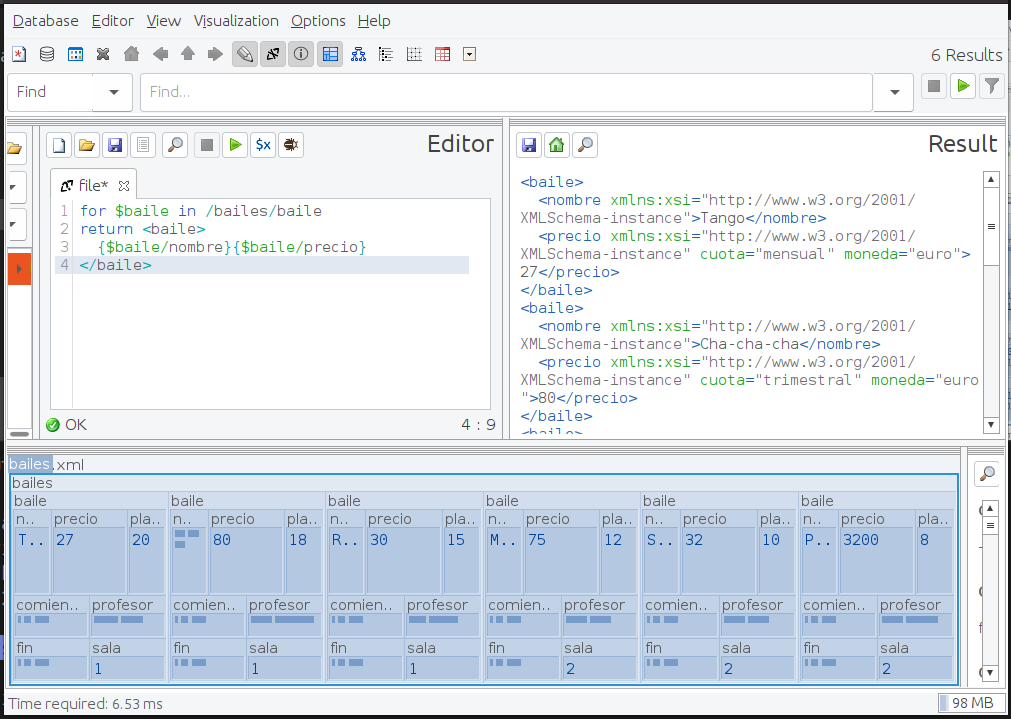 Database Editor View Visualization Options Help
6 Results
Find
Find...
Editor
$x
file*
1 for $baile in /bailes/baile
2 return <baile>
3 {$baile/nombre}{$baile/precio}
4 </baile>
OK
4 : 9
Result
<baile>
<nombre xmlns:xsi="http://www.w3.org/2001/
XMLSchema-instance">Tango</nombre>
<precio xmlns:xsi="http://www.w3.org/2001/
XMLSchema-instance" cuota="mensual" moneda="euro">
27</precio>
</baile>
<baile>
<nombre xmlns:xsi="http://www.w3.org/2001/
XMLSchema-instance">Cha-cha-cha</nombre>
<precio xmlns:xsi="http://www.w3.org/2001/
XMLSchema-instance" cuota="trimestral" moneda="euro
">80</precio>
</baile>
<baile>
bailes.xml
bailes
baile baile baile baile baile baile
n.. precio pla.. n.. precio pla.. n.. precio pla.. n.. precio pla.. n.. precio pla.. n.. precio pla..
T.. 27 20 80 18 R.. 30 15 M.. 75 12 S.. 32 10 P.. 3200 8
comien.. profesor comien.. profesor comien.. profesor comien.. profesor comien.. profesor comien.. profesor
fin sala fin sala fin sala fin sala fin sala fin sala
1 1 1 2 2 2
Time required: 6.53 ms
98 MB